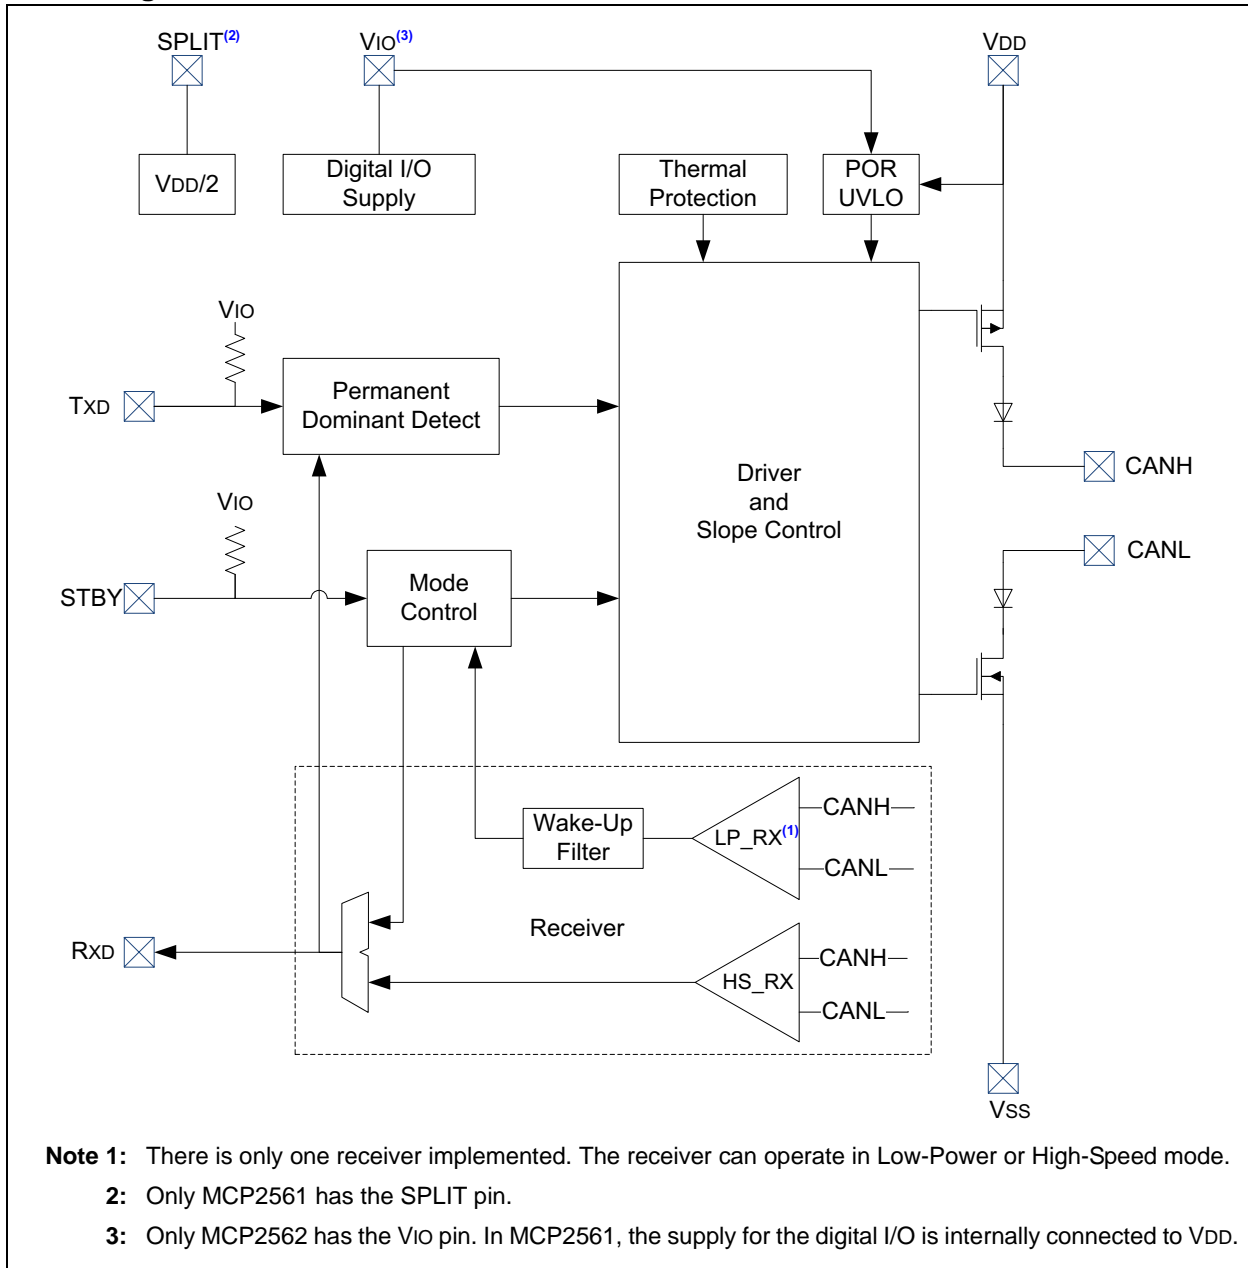 SPLIT(2)
VIO(3)
VDD
VDD/2
Digital I/O
Supply
Thermal
Protection
POR
UVLO
VIO
TXD
Permanent
Dominant Detect
CANH
Driver
and
Slope Control
VIO
CANL
STBY
Mode
Control
Wake-Up
Filter
LP_RX(1)
CANH
CANL
Receiver
RXD
HS_RX
CANH
CANL
VSS
Note 1: There is only one receiver implemented. The receiver can operate in Low-Power or High-Speed mode.
2: Only MCP2561 has the SPLIT pin.
3: Only MCP2562 has the VIO pin. In MCP2561, the supply for the digital I/O is internally connected to VDD.